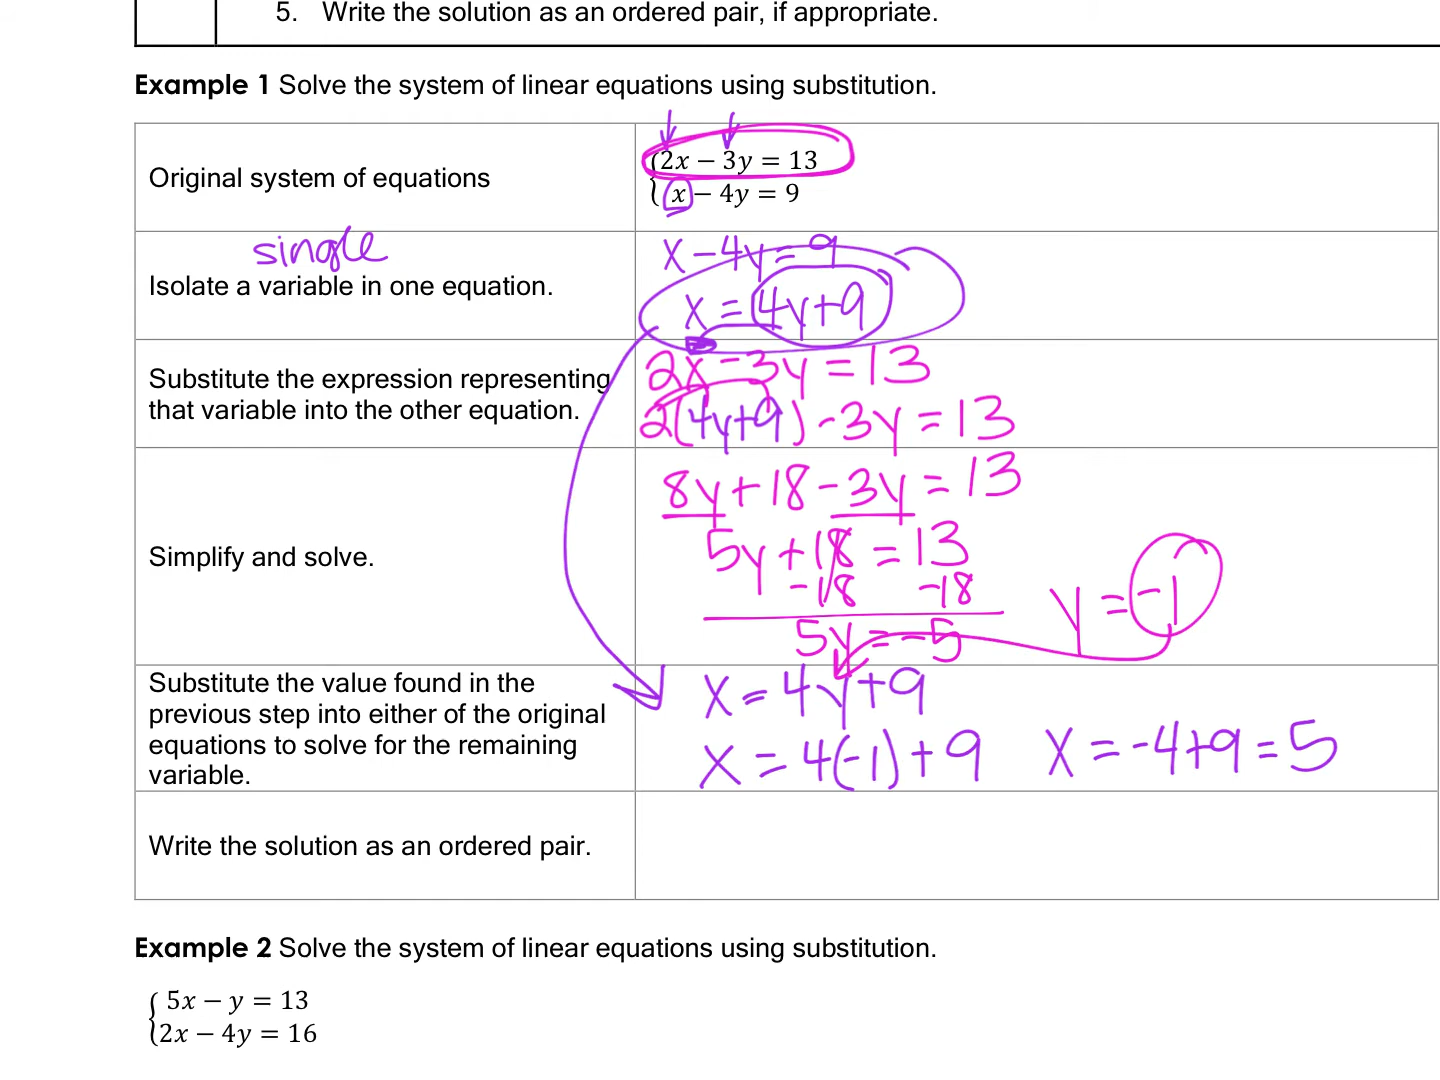 5. Write the solution as an ordered pair, if appropriate.
Example 1 Solve the system of linear equations using substitution.
Original system of equations
2x − 3y = 13
x − 4y = 9
single
Isolate a variable in one equation.
x − 4y = 9
x = 4y + 9
Substitute the expression representing
that variable into the other equation.
2x − 3y = 13
2(4y + 9) − 3y = 13
Simplify and solve.
8y + 18 − 3y = 13
5y + 18 = 13
−18 −18
5y = −5
y = −1
Substitute the value found in the
previous step into either of the original
equations to solve for the remaining
variable.
x = 4y + 9
x = 4(−1) + 9 x = −4 + 9 = 5
Write the solution as an ordered pair.
Example 2 Solve the system of linear equations using substitution.
5x − y = 13
2x − 4y = 16